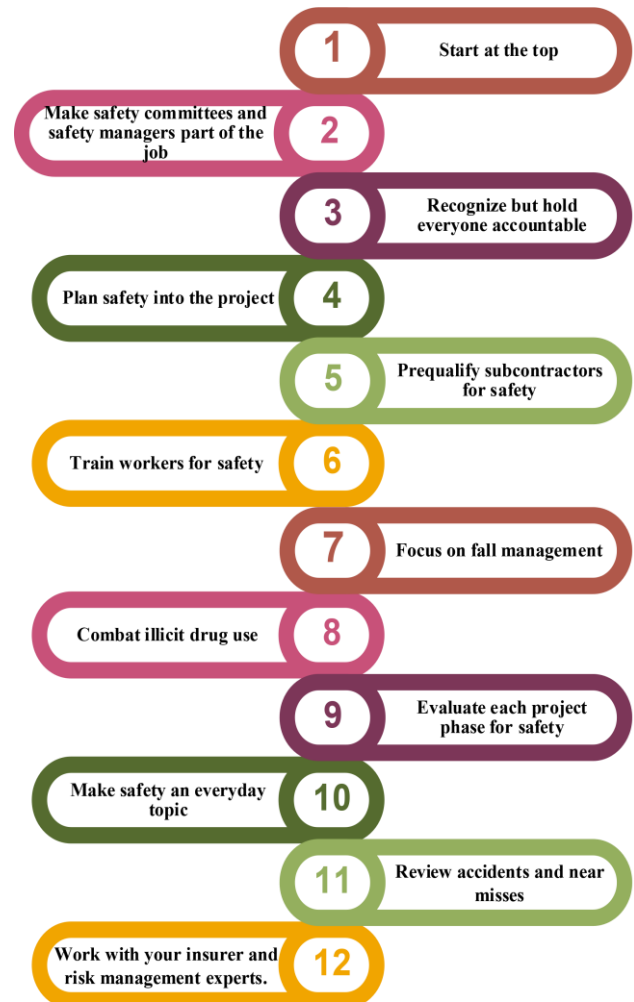 1
Start at the top
Make safety committees and
safety managers part of the
job
2
3
Recognize but hold
everyone accountable
Plan safety into the project
4
5
Prequalify subcontractors
for safety
Train workers for safety
6
7
Focus on fall management
Combat illicit drug use
8
9
Evaluate each project
phase for safety
Make safety an everyday
topic
10
11
Review accidents and near
misses
Work with your insurer and
risk management experts.
12